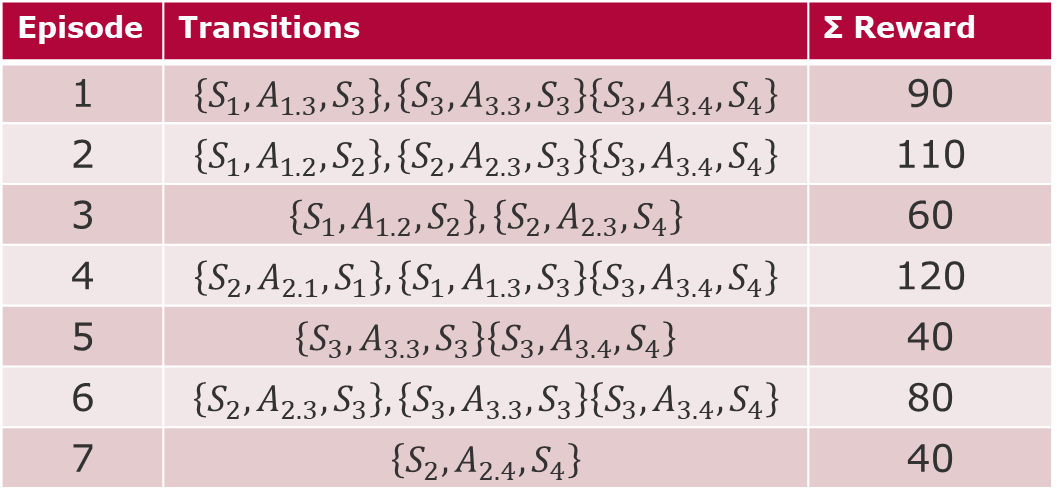 Episode Transitions Σ Reward
1 {S₁, A₁.₃, S₃}, {S₃, A₃.₃, S₃}{S₃, A₃.₄, S₄} 90
2 {S₁, A₁.₂, S₂}, {S₂, A₂.₃, S₃}{S₃, A₃.₄, S₄} 110
3 {S₁, A₁.₂, S₂}, {S₂, A₂.₃, S₄} 60
4 {S₂, A₂.₁, S₁}, {S₁, A₁.₃, S₃}{S₃, A₃.₄, S₄} 120
5 {S₃, A₃.₃, S₃}{S₃, A₃.₄, S₄} 40
6 {S₂, A₂.₃, S₃}, {S₃, A₃.₃, S₃}{S₃, A₃.₄, S₄} 80
7 {S₂, A₂.₄, S₄} 40